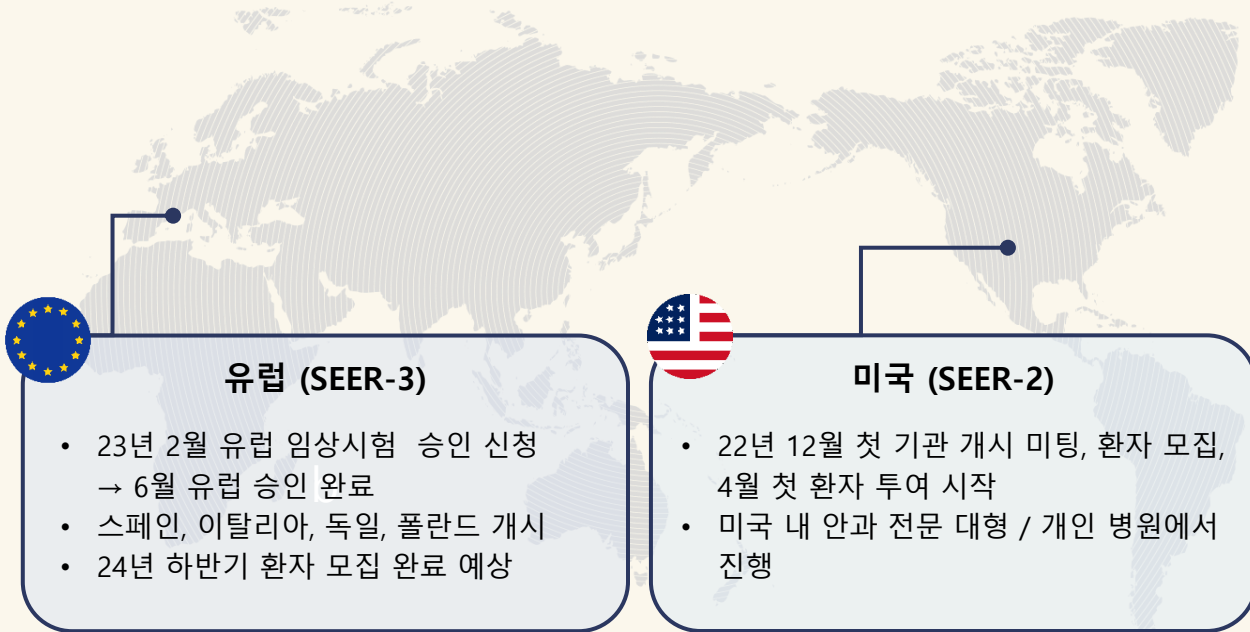 유럽 (SEER-3)
• 23년 2월 유럽 임상시험 승인 신청
→ 6월 유럽 승인 완료
• 스페인, 이탈리아, 독일, 폴란드 개시
• 24년 하반기 환자 모집 완료 예상
미국 (SEER-2)
• 22년 12월 첫 기관 개시 미팅, 환자 모집,
4월 첫 환자 투여 시작
• 미국 내 안과 전문 대형 / 개인 병원에서
진행